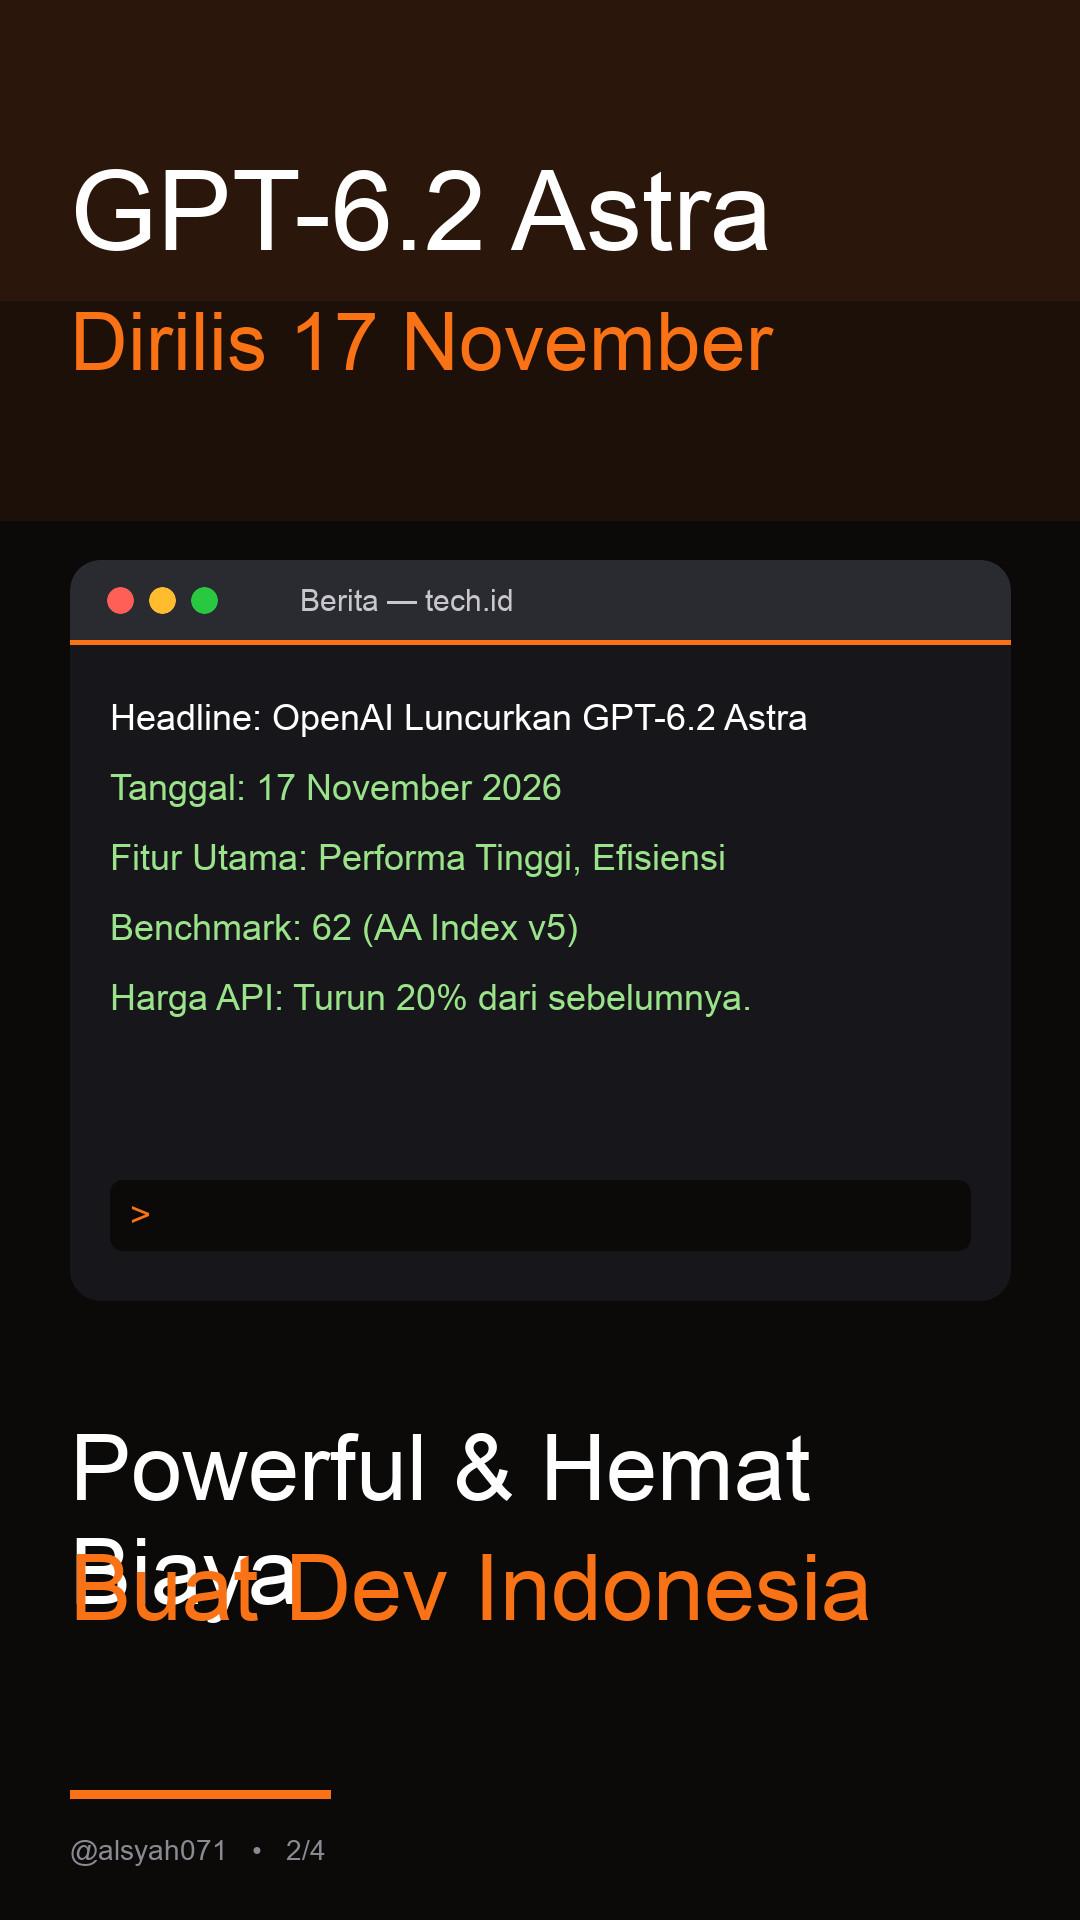 GPT-6.2 Astra
Dirilis 17 November
Berita — tech.id
Headline: OpenAI Luncurkan GPT-6.2 Astra
Tanggal: 17 November 2026
Fitur Utama: Performa Tinggi, Efisiensi
Benchmark: 62 (AA Index v5)
Harga API: Turun 20% dari sebelumnya.
>
Powerful & Hemat
Biaya
Buat Dev Indonesia
@alsyah071 • 2/4